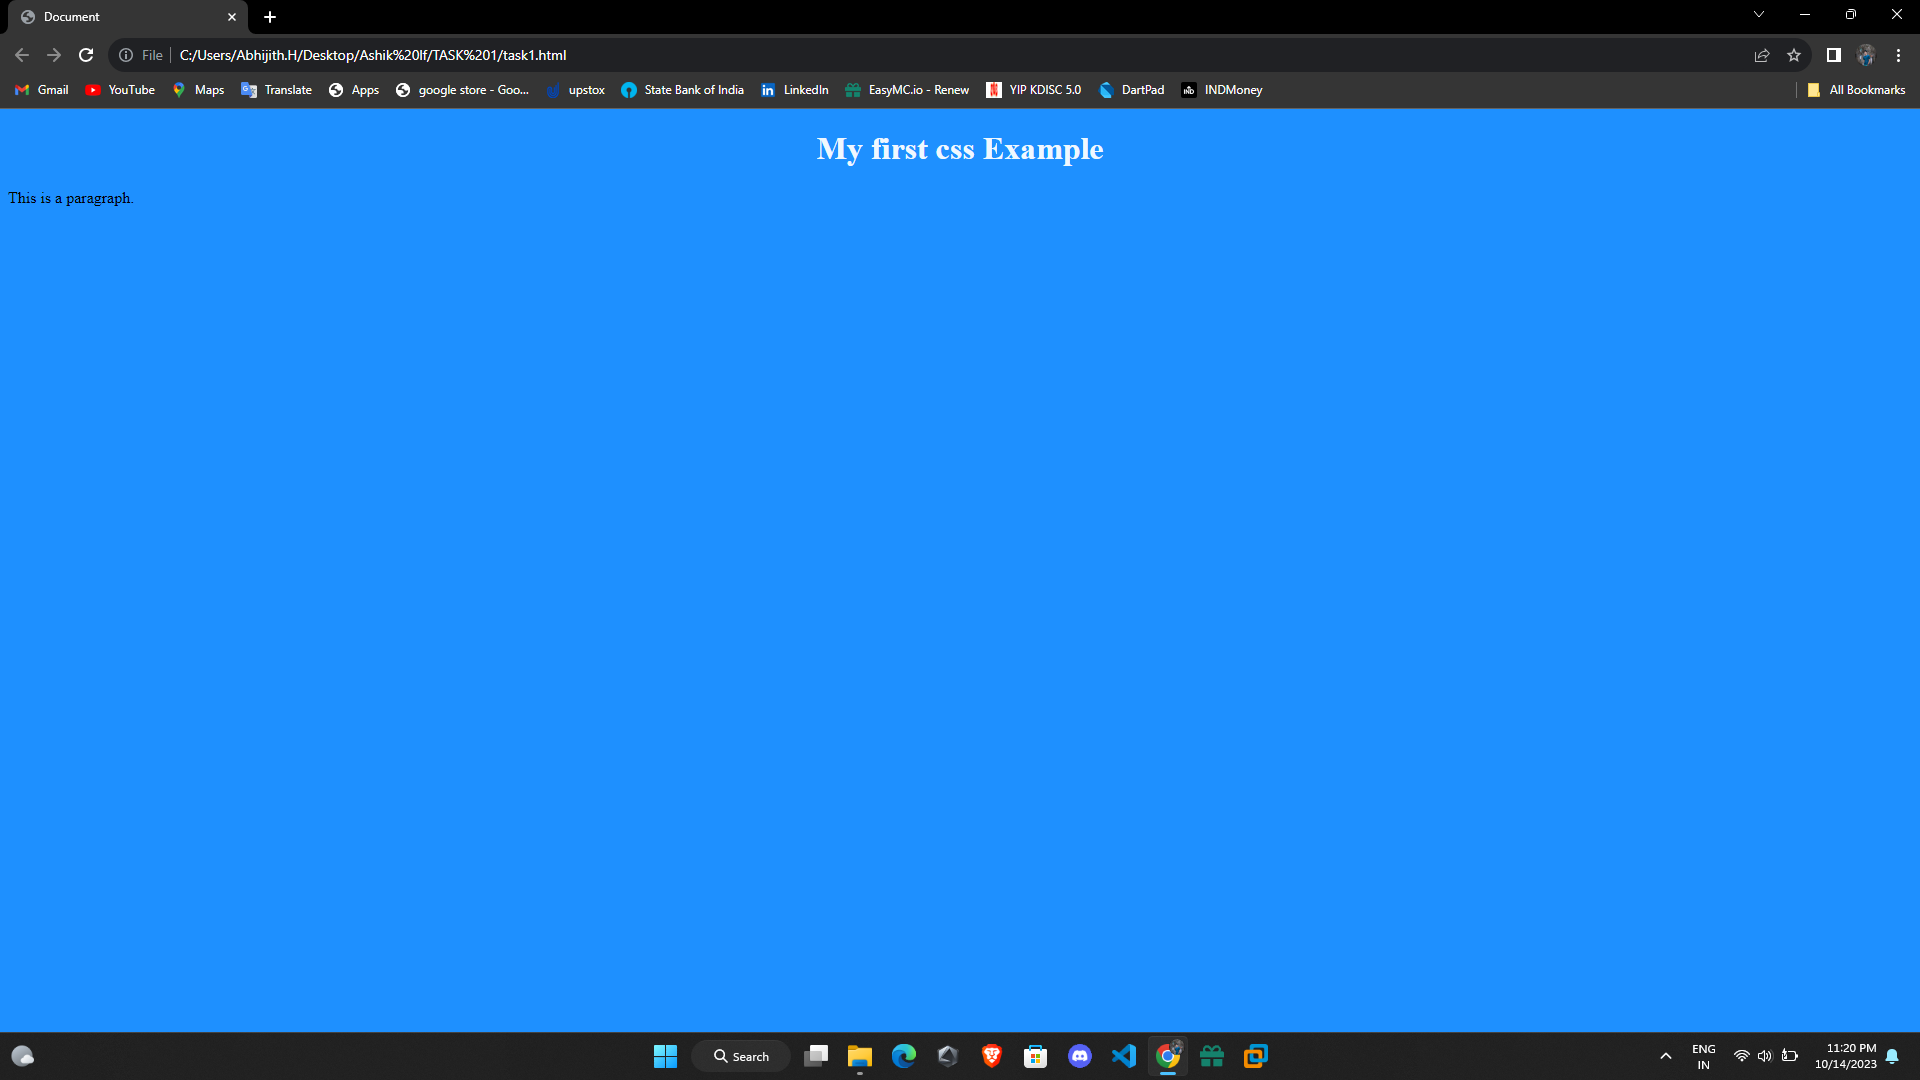 Document
File C:/Users/Abhijith.H/Desktop/Ashik%20lf/TASK%201/task1.html
Gmail YouTube Maps Translate Apps google store - Goo... upstox State Bank of India LinkedIn EasyMC.io - Renew YIP KDISC 5.0 DartPad INDMoney All Bookmarks
My first css Example
This is a paragraph.
Search
ENG
IN
11:20 PM
10/14/2023